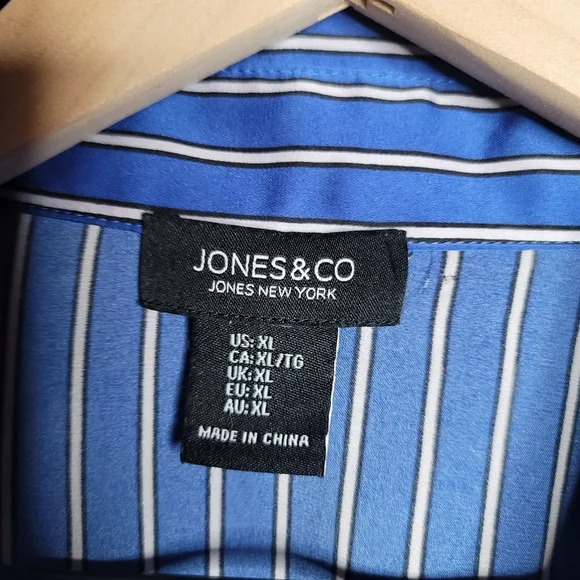 JONES&CO
JONES NEW YORK
US: XL
CA: XL/TG
UK: XL
EU: XL
AU: XL
MADE IN CHINA